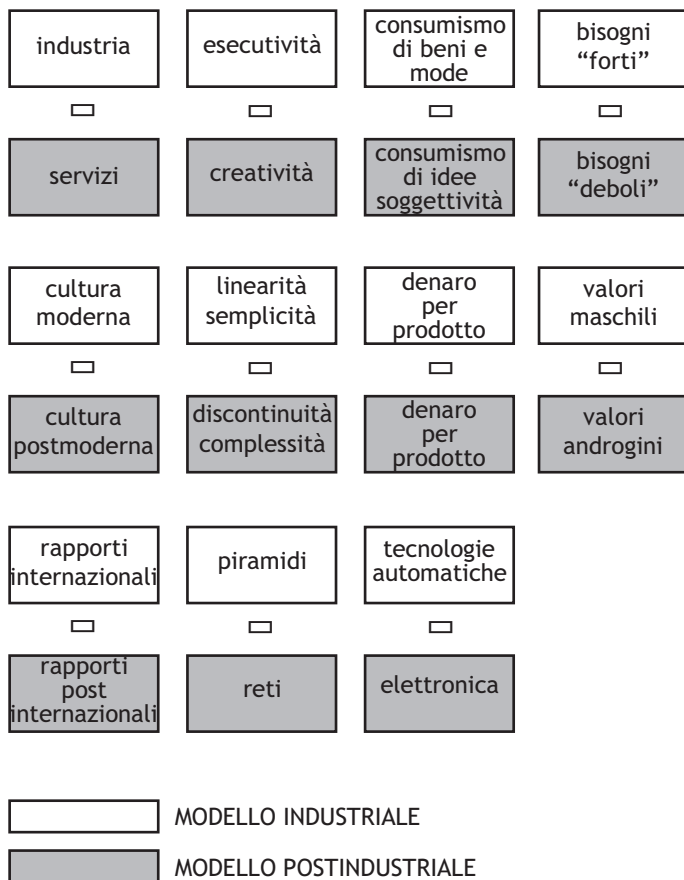 industria
esecutività
consumismo
di beni e
mode
bisogni
“forti”
servizi
creatività
consumismo
di idee
soggettività
bisogni
“deboli”
cultura
moderna
linearità
semplicità
denaro
per
prodotto
valori
maschili
cultura
postmoderna
discontinuità
complessità
denaro
per
prodotto
valori
androgini
rapporti
internazionali
piramidi
tecnologie
automatiche
rapporti
post
internazionali
reti
elettronica
MODELLO INDUSTRIALE
MODELLO POSTINDUSTRIALE